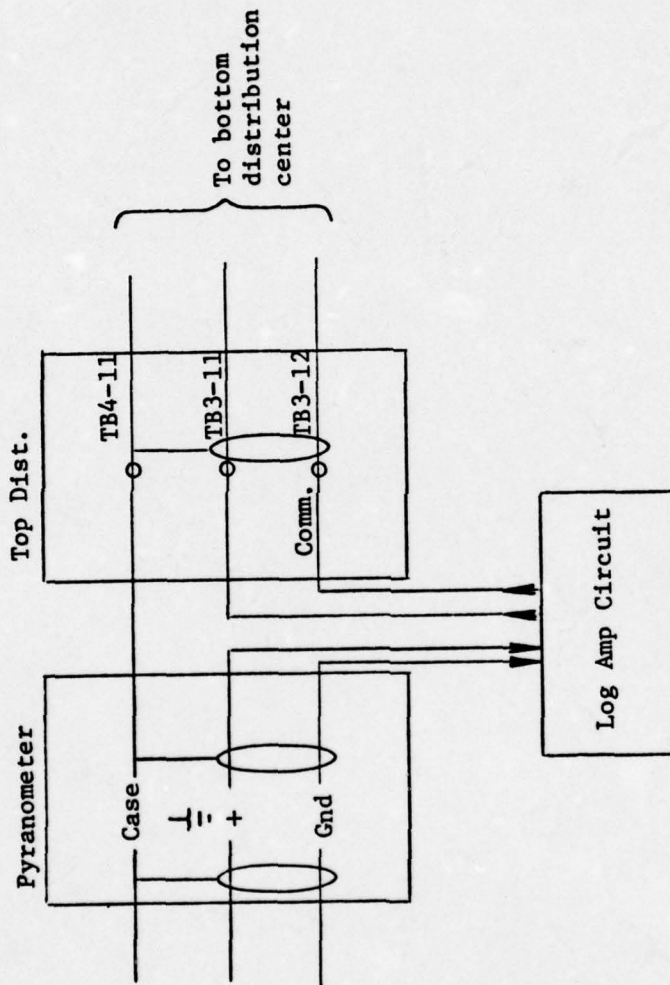 Pyranometer
Case
+
Gnd
Top Dist.
TB4-11
TB3-11
TB3-12
Comm.
To bottom
distribution
center
Log Amp Circuit